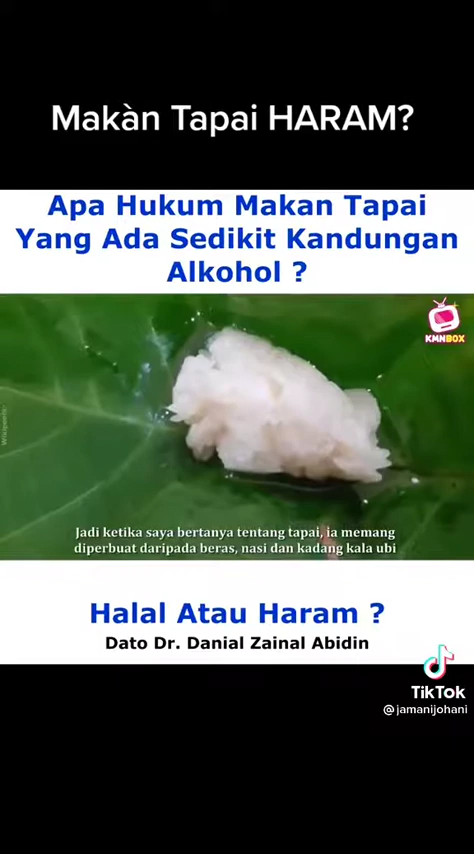 Makàn Tapai HARAM?
Apa Hukum Makan Tapai
Yang Ada Sedikit Kandungan
Alkohol ?
KMNBOX
Wikipedia
Jadi ketika saya bertanya tentang tapai, ia memang
diperbuat daripada beras, nasi dan kadang kala ubi
Halal Atau Haram ?
Dato Dr. Danial Zainal Abidin
TikTok
@jamanijohani